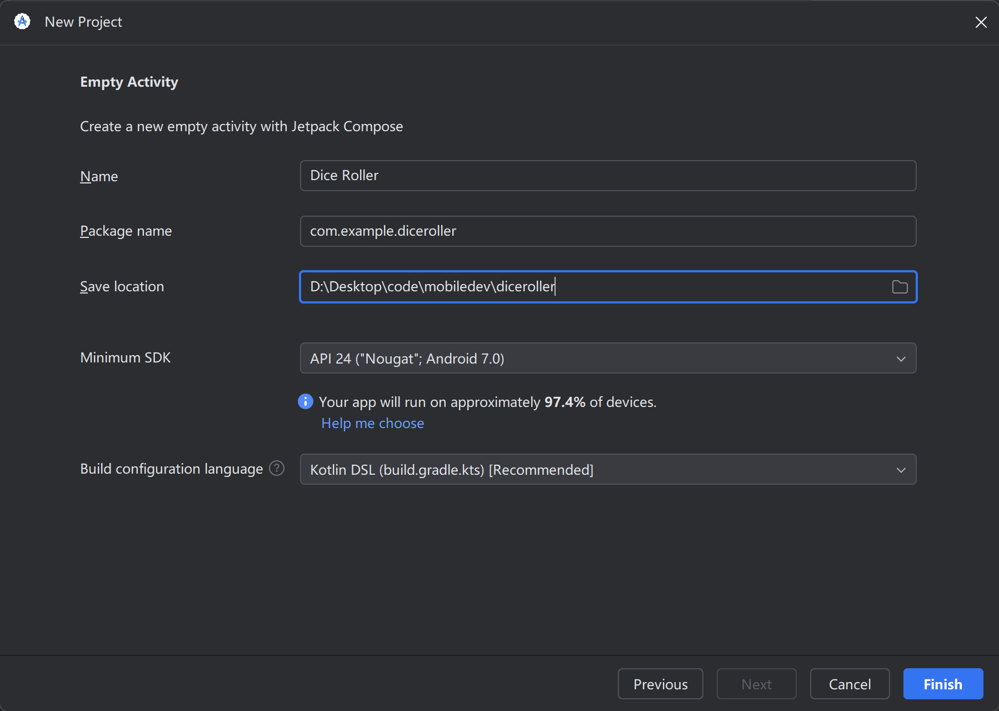 New Project
Empty Activity
Create a new empty activity with Jetpack Compose
Name
Dice Roller
Package name
com.example.diceroller
Save location
D:\Desktop\code\mobiledev\diceroller
Minimum SDK
API 24 ("Nougat"; Android 7.0)
Your app will run on approximately 97.4% of devices.
Help me choose
Build configuration language ?
Kotlin DSL (build.gradle.kts) [Recommended]
Previous
Next
Cancel
Finish